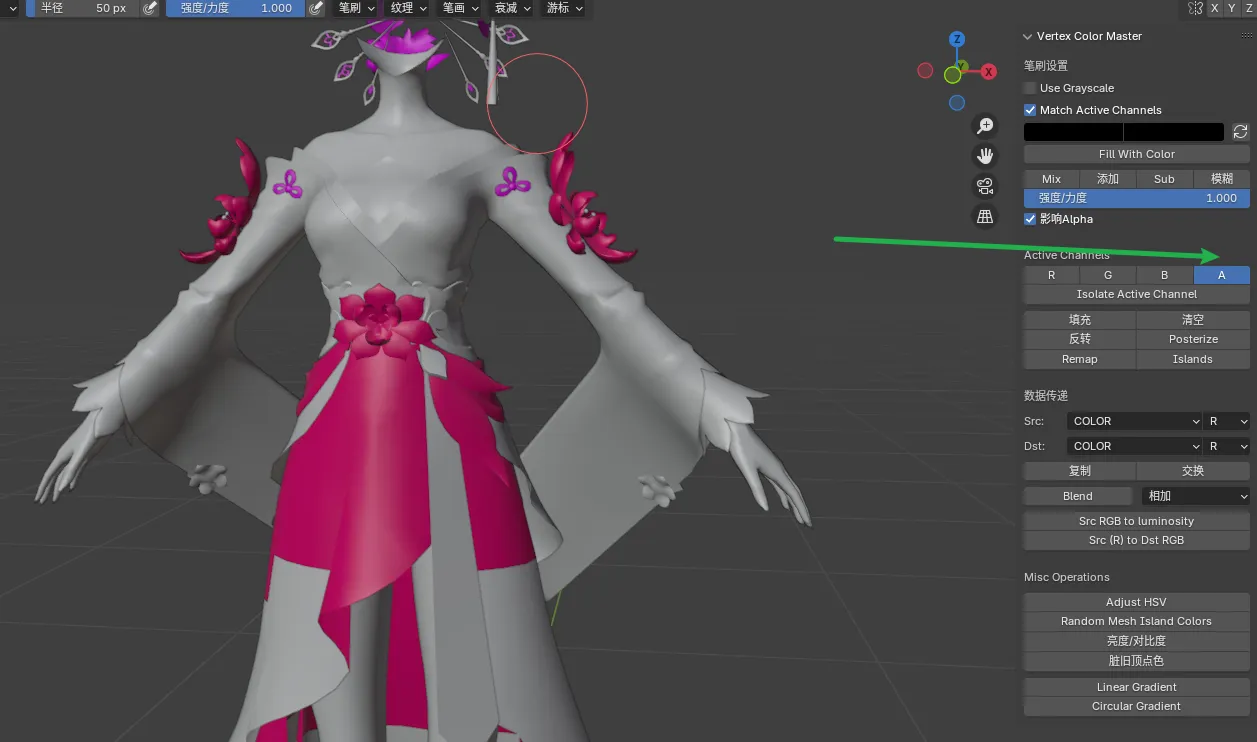 半径 50 px 强度/力度 1.000 笔刷 纹理 笔画 衰减 游标 X Y Z
Vertex Color Master
Z
Y
X
笔刷设置
Use Grayscale
Match Active Channels
Fill With Color
Mix 添加 Sub 模糊
强度/力度 1.000
影响Alpha
Active Channels
R G B A
Isolate Active Channel
填充 清空
反转 Posterize
Remap Islands
数据传递
Src: COLOR R
Dst: COLOR R
复制 交换
Blend 相加
Src RGB to luminosity
Src (R) to Dst RGB
Misc Operations
Adjust HSV
Random Mesh Island Colors
亮度/对比度
脏旧顶点色
Linear Gradient
Circular Gradient